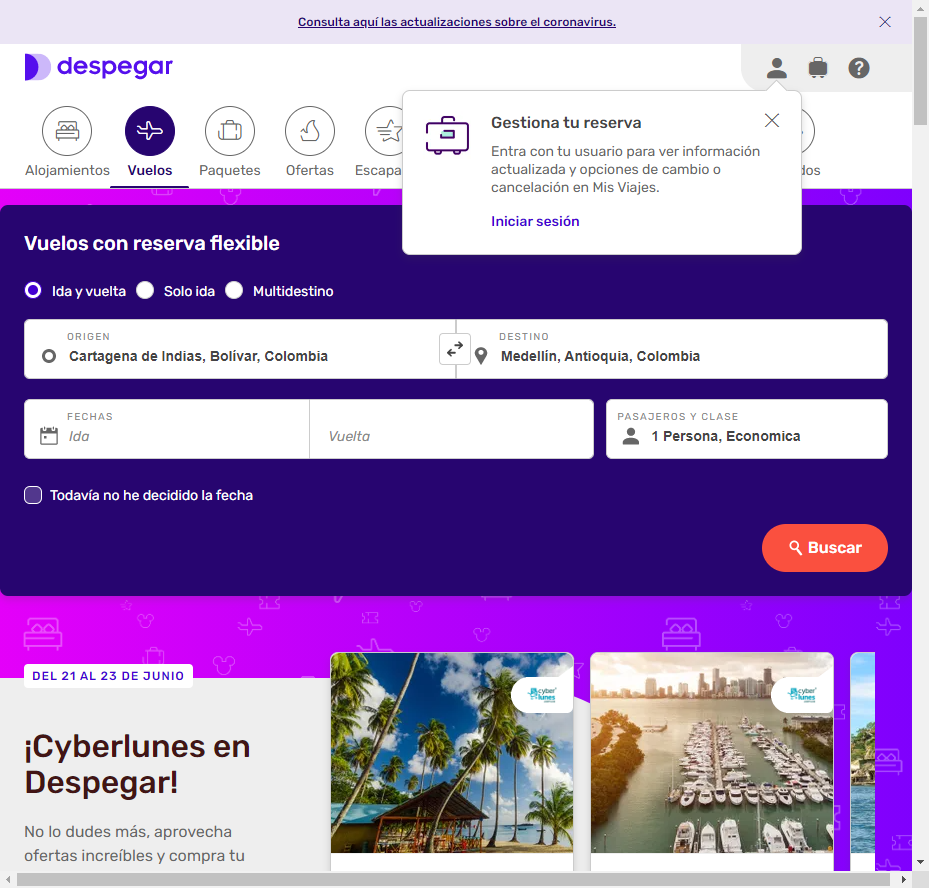 Consulta aquí las actualizaciones sobre el coronavirus.
despegar
Alojamientos
Vuelos
Paquetes
Ofertas
Escapa
dos
Gestiona tu reserva
Entra con tu usuario para ver información
actualizada y opciones de cambio o
cancelación en Mis Viajes.
Iniciar sesión
Vuelos con reserva flexible
Ida y vuelta
Solo ida
Multidestino
ORIGEN
Cartagena de Indias, Bolívar, Colombia
DESTINO
Medellín, Antioquia, Colombia
FECHAS
Ida
Vuelta
PASAJEROS Y CLASE
1 Persona, Economica
Todavía no he decidido la fecha
Buscar
DEL 21 AL 23 DE JUNIO
¡Cyberlunes en
Despegar!
No lo dudes más, aprovecha
ofertas increíbles y compra tu
cyber
lunes
cyber
lunes